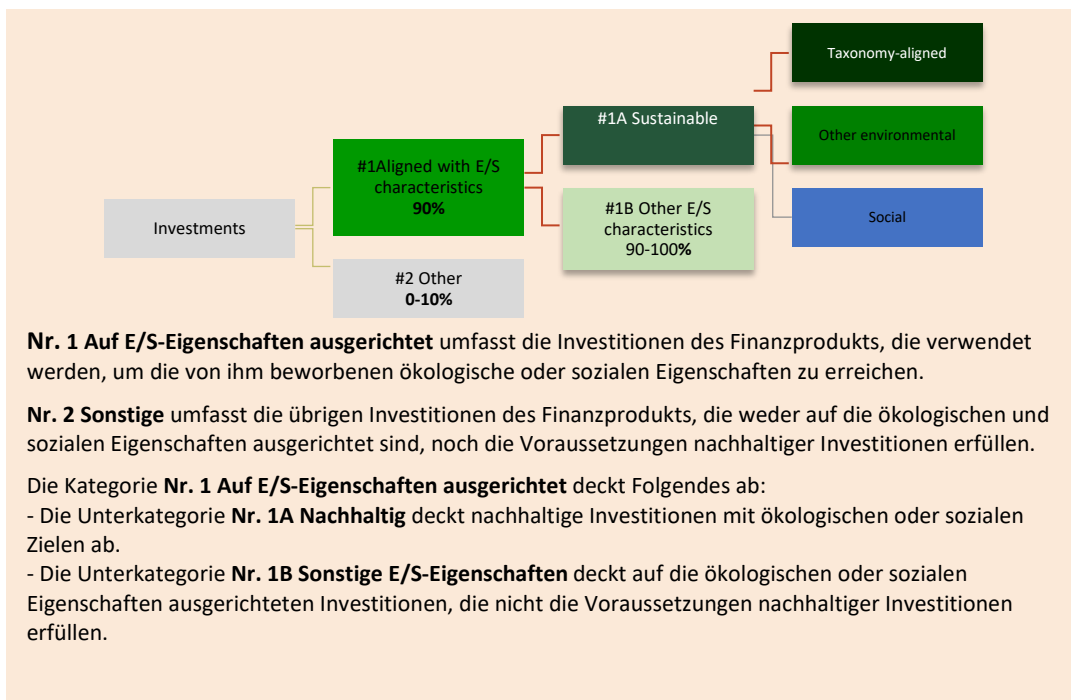 Taxonomy-aligned
#1A Sustainable
Other environmental
#1Aligned with E/S
characteristics
90%
#1B Other E/S
characteristics
90-100%
Social
Investments
#2 Other
0-10%
Nr. 1 Auf E/S-Eigenschaften ausgerichtet umfasst die Investitionen des Finanzprodukts, die verwendet
werden, um die von ihm beworbenen ökologische oder sozialen Eigenschaften zu erreichen.
Nr. 2 Sonstige umfasst die übrigen Investitionen des Finanzprodukts, die weder auf die ökologischen und
sozialen Eigenschaften ausgerichtet sind, noch die Voraussetzungen nachhaltiger Investitionen erfüllen.
Die Kategorie Nr. 1 Auf E/S-Eigenschaften ausgerichtet deckt Folgendes ab:
- Die Unterkategorie Nr. 1A Nachhaltig deckt nachhaltige Investitionen mit ökologischen oder sozialen
Zielen ab.
- Die Unterkategorie Nr. 1B Sonstige E/S-Eigenschaften deckt auf die ökologischen oder sozialen
Eigenschaften ausgerichteten Investitionen, die nicht die Voraussetzungen nachhaltiger Investitionen
erfüllen.